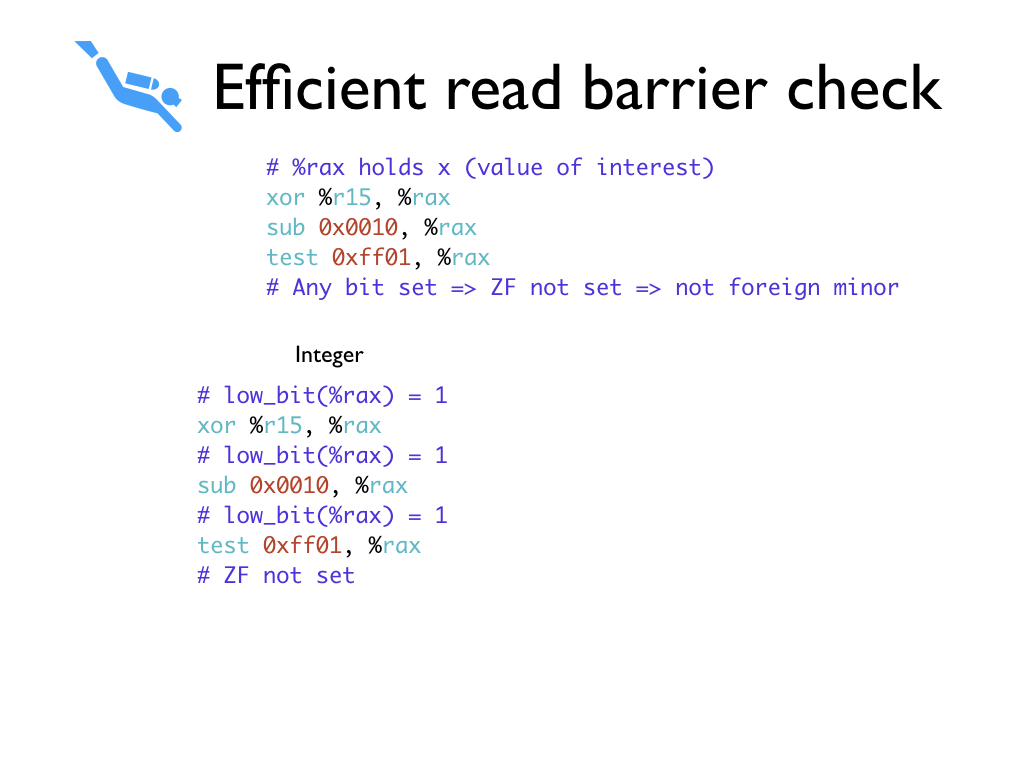 Efficient read barrier check
# %rax holds x (value of interest)
xor %r15, %rax
sub 0x0010, %rax
test 0xff01, %rax
# Any bit set => ZF not set => not foreign minor
Integer
# low_bit(%rax) = 1
xor %r15, %rax
# low_bit(%rax) = 1
sub 0x0010, %rax
# low_bit(%rax) = 1
test 0xff01, %rax
# ZF not set